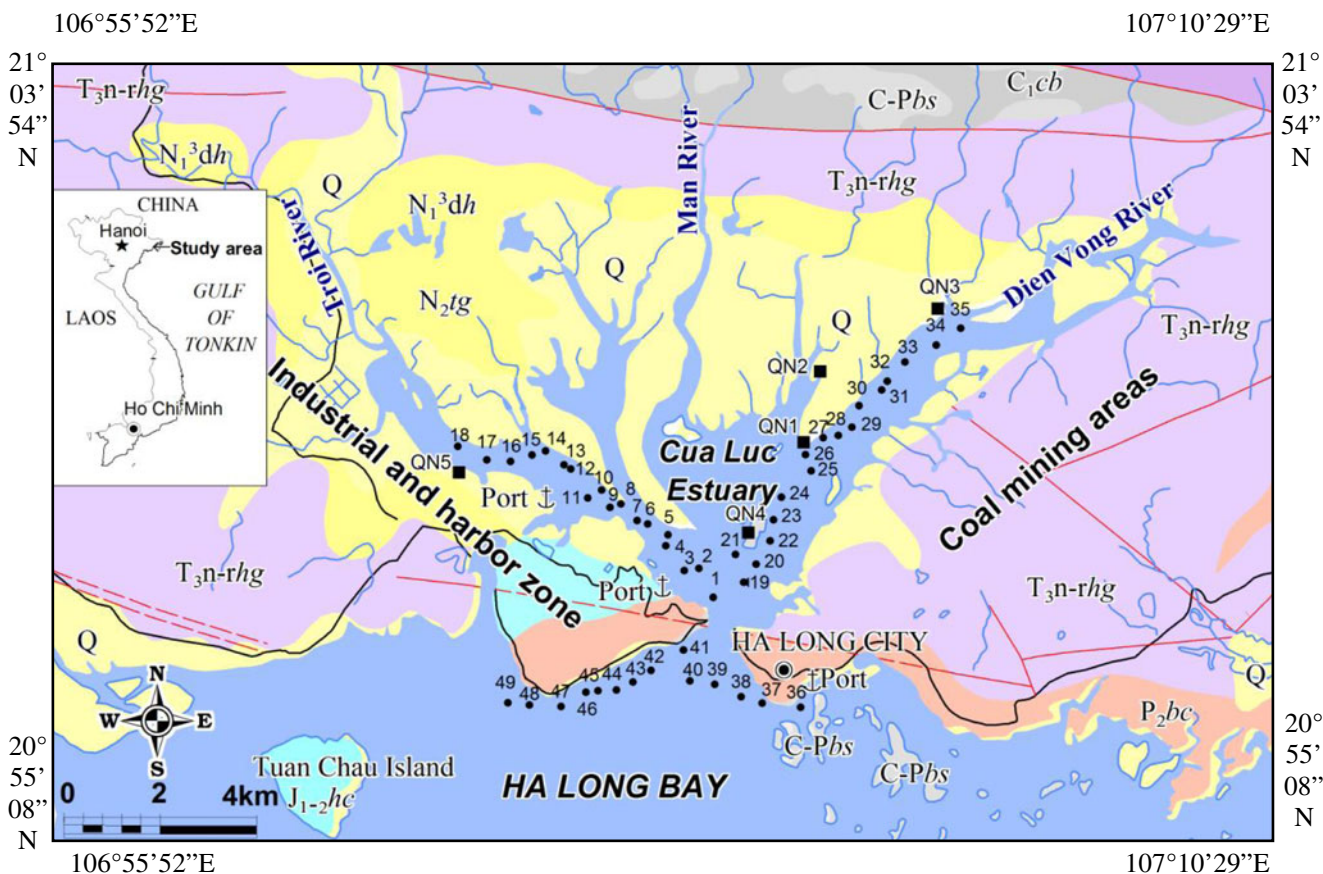 106°55'52”E
107°10'29”E
21°
03'
54”
N
21°
03'
54”
N
T₃n-rhg
C₁cb
C-Pbs
N₁³dh
Q
Man River
T₃n-rhg
N₁³dh
CHINA
Hanoi
Study area
LAOS
GULF
OF
TONKIN
Ho Chi Minh
Troi River
Q
Dien Vong River
N₂tg
Q
QN3
35
34
T₃n-rhg
33
32
31
QN2
30
29
28
27
QN1
26
25
Industrial and harbor zone
Coal mining areas
Cua Luc
Estuary
18
17
16
15
14
13
12
QN5
Port
11
10
9
8
7
6
5
24
QN4
23
22
21
20
19
4
3
2
1
T₃n-rhg
Port
T₃n-rhg
Q
HA LONG CITY
Port
41
42
43
44
45
46
47
48
49
40
39
38
37
36
Q
P₂bc
C-Pbs
C-Pbs
N
W
E
S
20°
55'
08”
N
20°
55'
08”
N
Tuan Chau Island
J₁₋₂hc
HA LONG BAY
0 2 4km
106°55'52”E
107°10'29”E